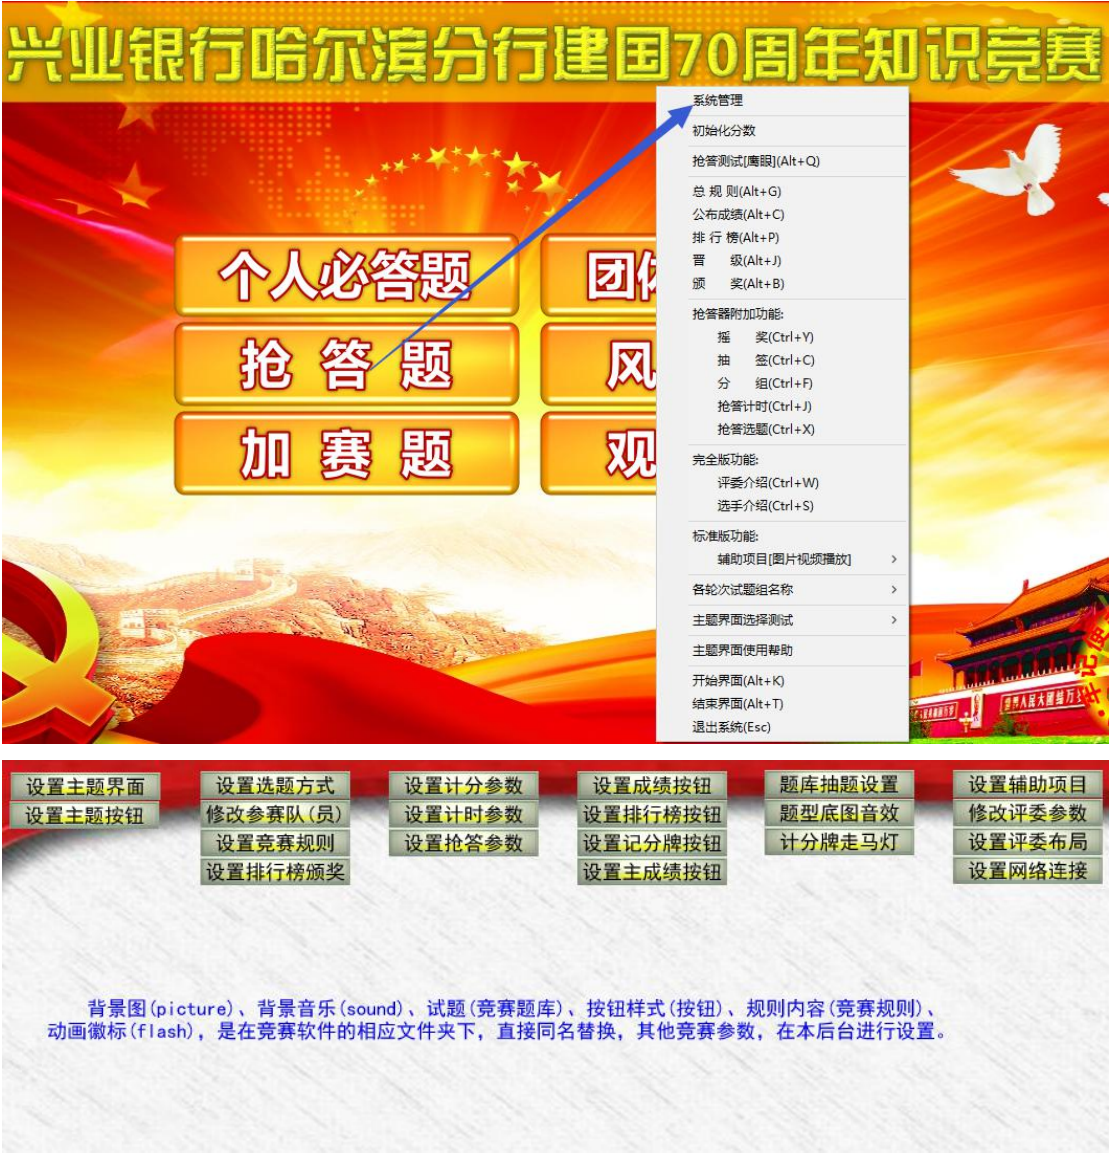 兴业银行哈尔滨分行建国70周年知识竞赛
系统管理
初始化分数
抢答测试[鹰眼](Alt+Q)
总 规 则(Alt+G)
公布成绩(Alt+C)
排 行 榜(Alt+P)
晋 级(Alt+J)
颁 奖(Alt+B)
抢答器附加功能:
摇 奖(Ctrl+Y)
抽 签(Ctrl+C)
分 组(Ctrl+F)
抢答计时(Ctrl+J)
抢答选题(Ctrl+X)
完全版功能:
评委介绍(Ctrl+W)
选手介绍(Ctrl+S)
标准版功能:
辅助项目[图片视频播放]
各轮次试题组名称
主题界面选择测试
主题界面使用帮助
开始界面(Alt+K)
结束界面(Alt+T)
退出系统(Esc)
个人必答题
团体
抢 答 题
风
加 赛 题
观
设置主题界面 设置选题方式 设置计分参数 设置成绩按钮 题库抽题设置 设置辅助项目
设置主题按钮 修改参赛队(员) 设置计时参数 设置排行榜按钮 题型底图音效 修改评委参数
设置竞赛规则 设置抢答参数 设置记分牌按钮 计分牌走马灯 设置评委布局
设置排行榜颁奖 设置主成绩按钮 设置网络连接
背景图(picture)、背景音乐(sound)、试题(竞赛题库)、按钮样式(按钮)、规则内容(竞赛规则)、
动画徽标(flash)，是在竞赛软件的相应文件夹下，直接同名替换，其他竞赛参数，在本后台进行设置。